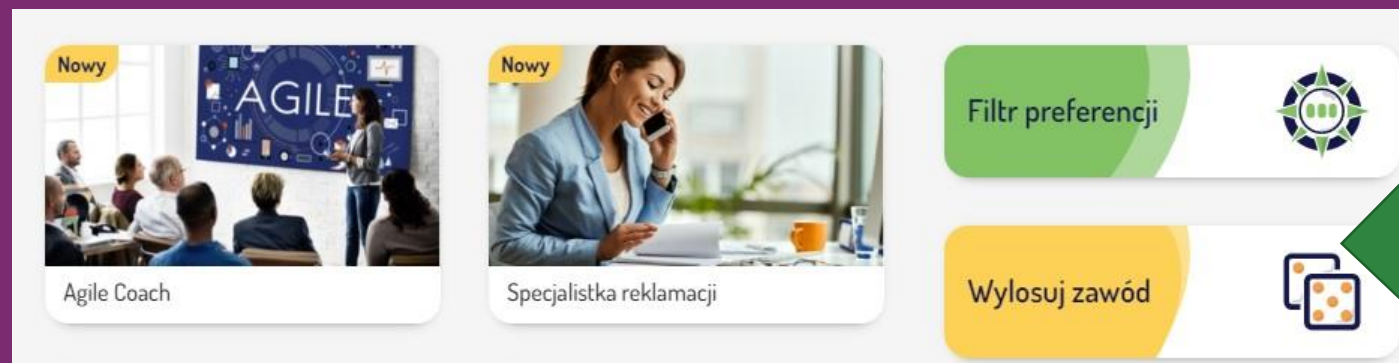 Nowy
AGILE
Agile Coach
Nowy
Specjalistka reklamacji
Filtr preferencji
Wylosuj zawód